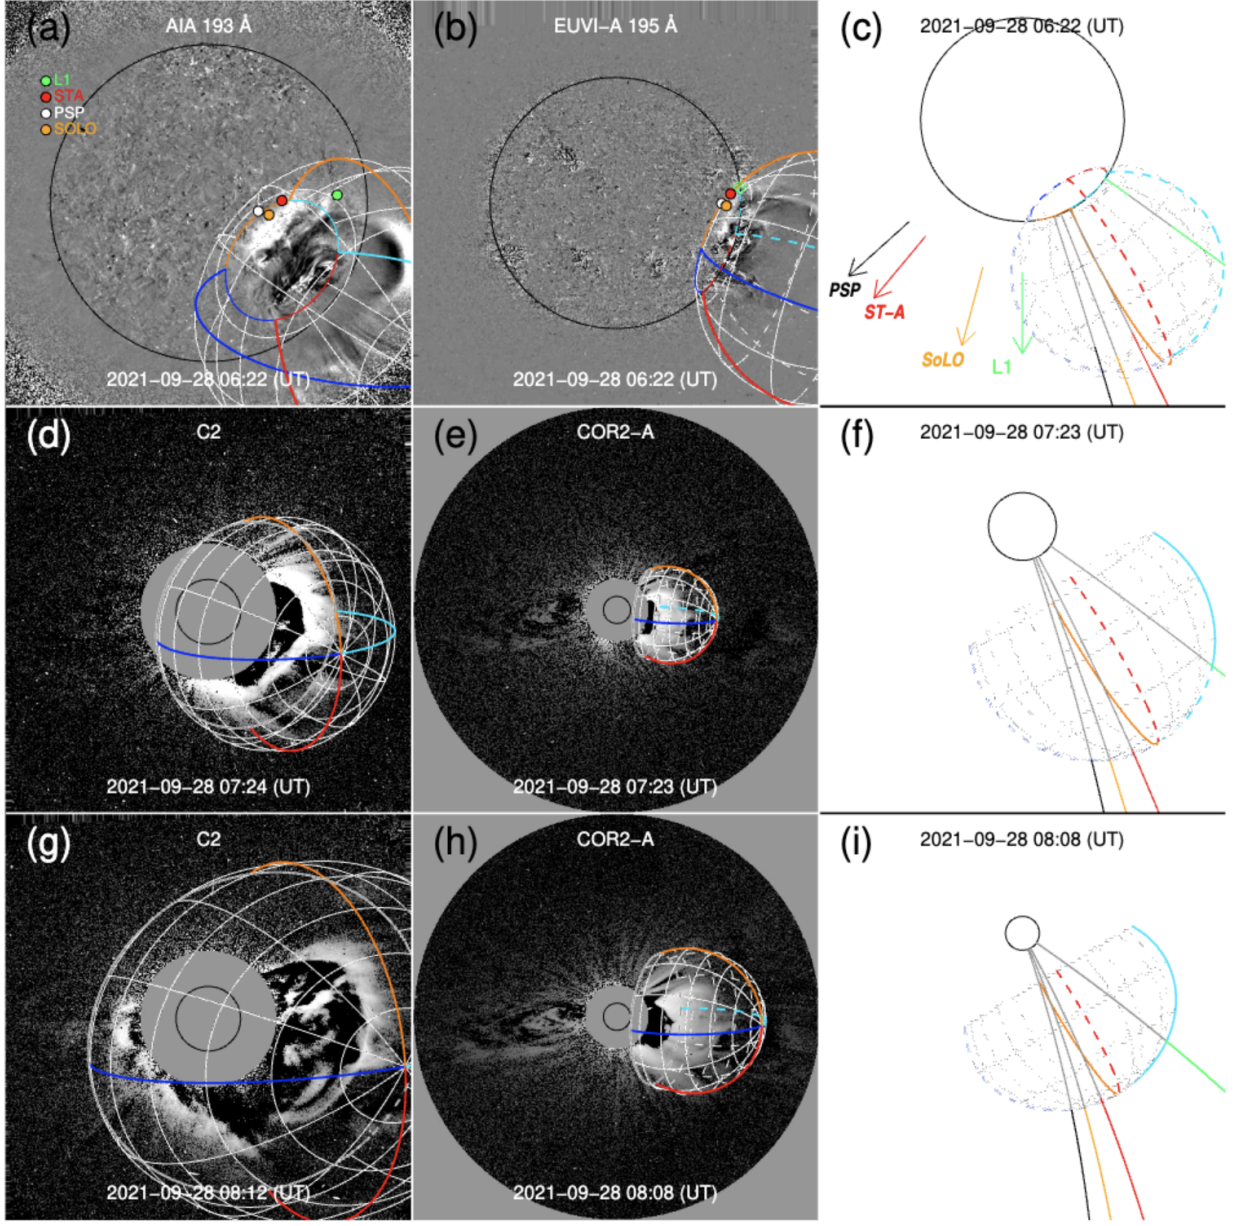 (a) AIA 193 Å
L1
STA
PSP
SOLO
2021-09-28 06:22 (UT)
(b) EUVI-A 195 Å
2021-09-28 06:22 (UT)
(c) 2021-09-28 06:22 (UT)
PSP
ST-A
SoLO
L1
(d) C2
2021-09-28 07:24 (UT)
(e) COR2-A
2021-09-28 07:23 (UT)
(f) 2021-09-28 07:23 (UT)
(g) C2
2021-09-28 08:12 (UT)
(h) COR2-A
2021-09-28 08:08 (UT)
(i) 2021-09-28 08:08 (UT)